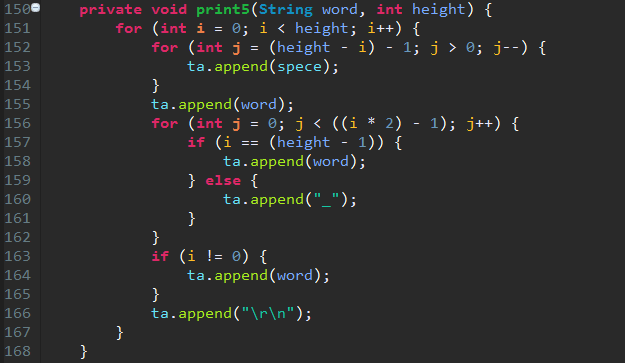 150 private void print5(String word, int height) {
151 for (int i = 0; i < height; i++) {
152 for (int j = (height - i) - 1; j > 0; j--) {
153 ta.append(spece);
154 }
155 ta.append(word);
156 for (int j = 0; j < ((i * 2) - 1); j++) {
157 if (i == (height - 1)) {
158 ta.append(word);
159 } else {
160 ta.append("_");
161 }
162 }
163 if (i != 0) {
164 ta.append(word);
165 }
166 ta.append("\r\n");
167 }
168 }